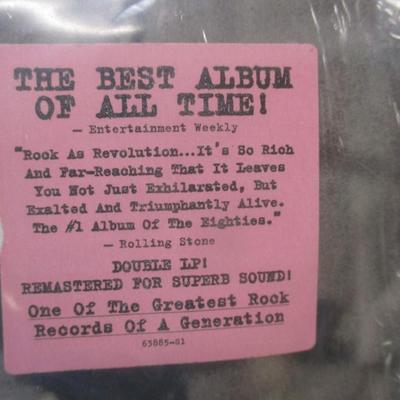 THE BEST ALBUM
OF ALL TIME!
— Entertainment Weekly
"Rock As Revolution...It's So Rich
And Far-Reaching That It Leaves
You Not Just Exhilarated, But
Exalted And Triumphantly Alive.
The #1 Album Of The Eighties."
— Rolling Stone
DOUBLE LP!
REMASTERED FOR SUPERB SOUND!
One Of The Greatest Rock
Records Of A Generation
63885-S1